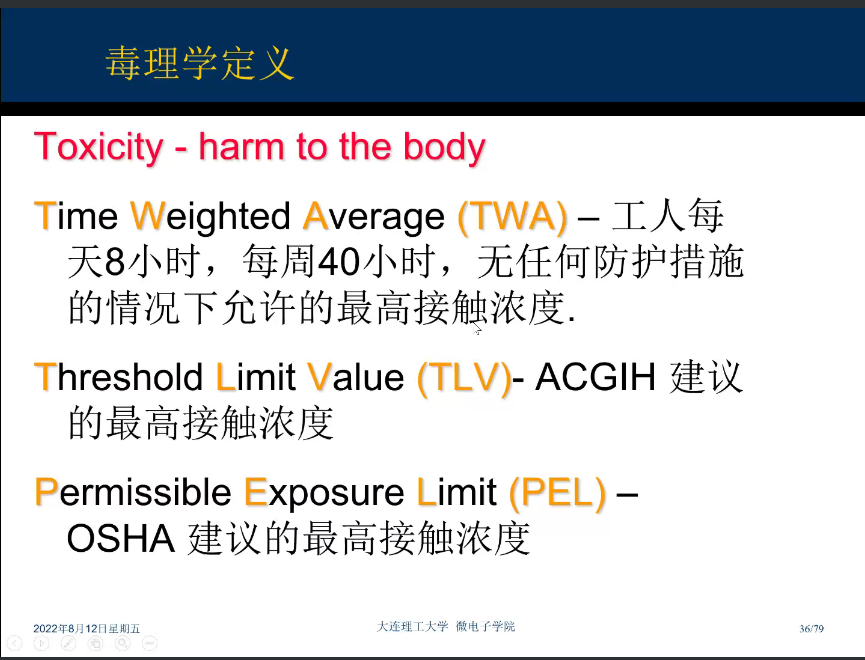 毒理学定义
Toxicity - harm to the body
Time Weighted Average (TWA) – 工人每
天8小时，每周40小时，无任何防护措施
的情况下允许的最高接触浓度.
Threshold Limit Value (TLV)- ACGIH 建议
的最高接触浓度
Permissible Exposure Limit (PEL) –
OSHA 建议的最高接触浓度
2022年8月12日星期五
大连理工大学 微电子学院
36/79